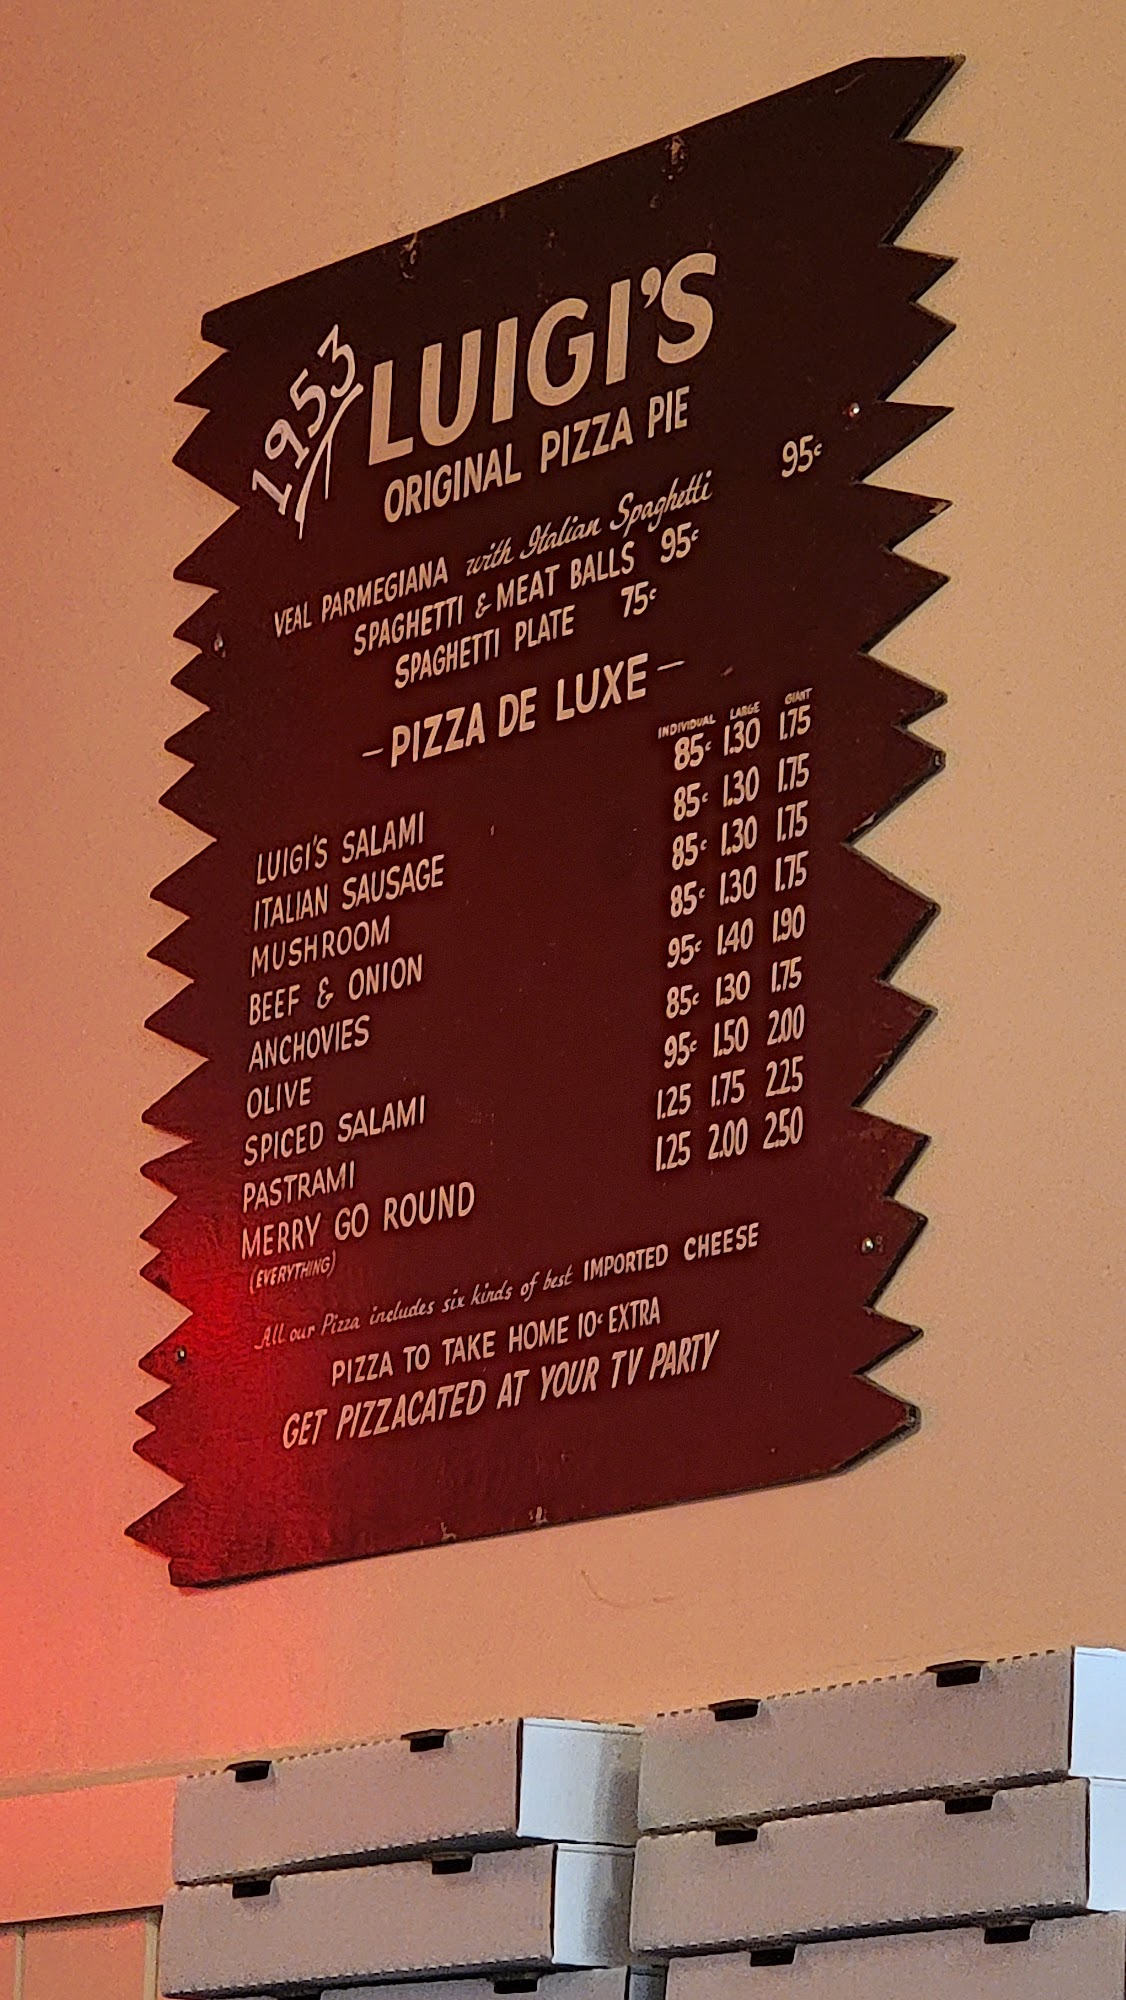 1953
LUIGI'S
ORIGINAL PIZZA PIE
VEAL PARMEGIANA with Italian Spaghetti 95¢
SPAGHETTI & MEAT BALLS 95¢
SPAGHETTI PLATE 75¢
—PIZZA DE LUXE—
INDIVIDUAL LARGE GIANT
LUIGI'S SALAMI 85¢ 1.30 1.75
ITALIAN SAUSAGE 85¢ 1.30 1.75
MUSHROOM 85¢ 1.30 1.75
BEEF & ONION 85¢ 1.30 1.75
ANCHOVIES 95¢ 1.40 1.90
OLIVE 85¢ 1.30 1.75
SPICED SALAMI 95¢ 1.50 2.00
PASTRAMI 1.25 1.75 2.25
MERRY GO ROUND 1.25 2.00 2.50
(EVERYTHING)
All our Pizza includes six kinds of best IMPORTED CHEESE
PIZZA TO TAKE HOME 10¢ EXTRA
GET PIZZACATED AT YOUR TV PARTY